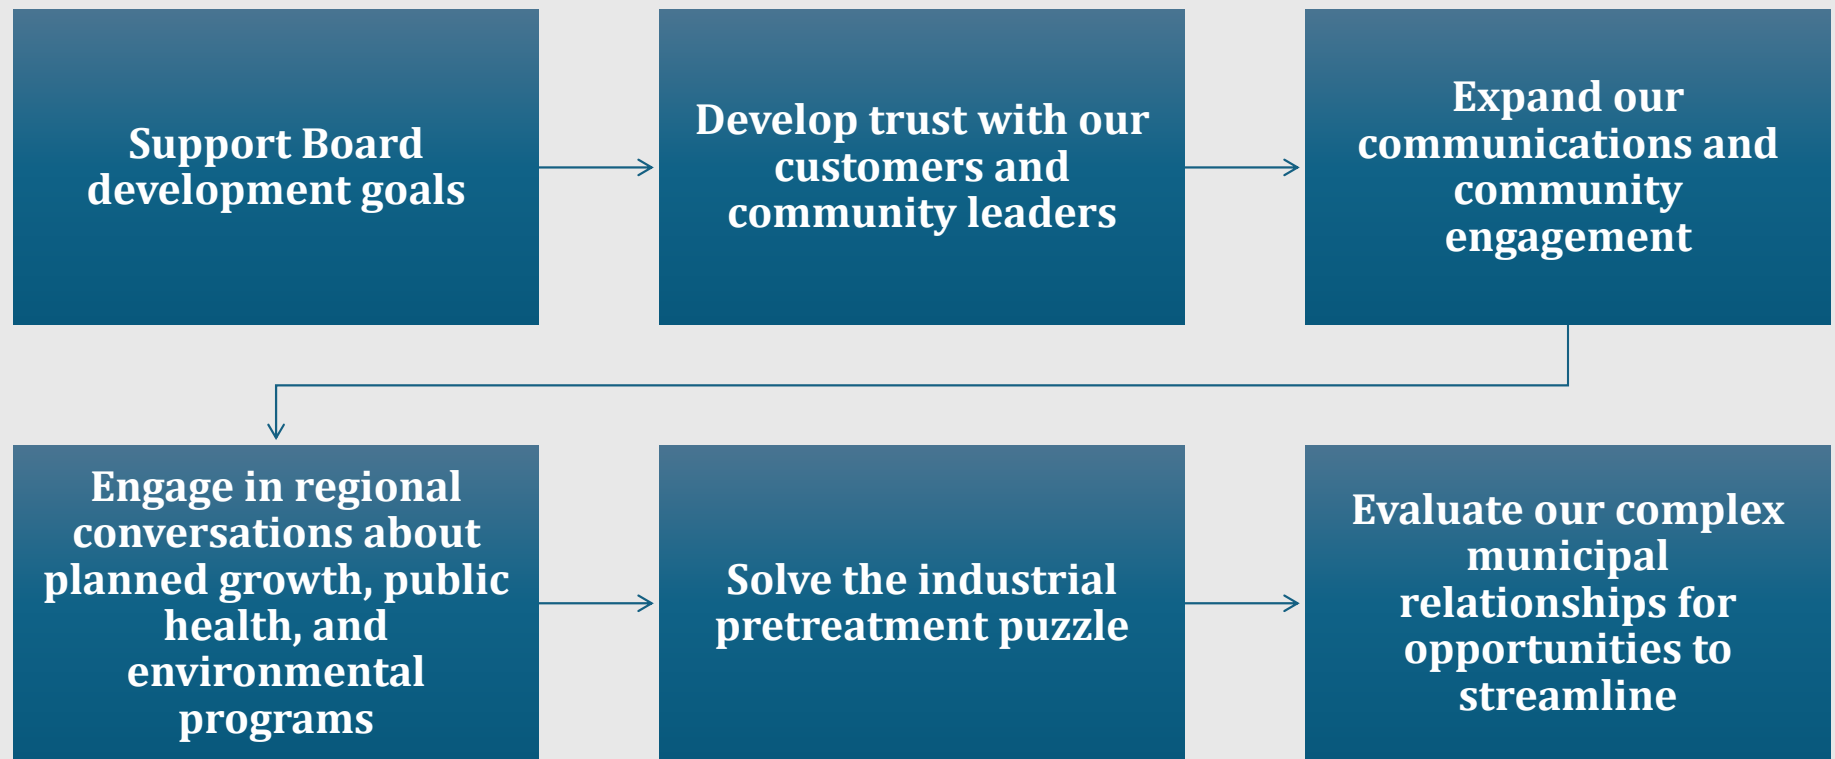 Support Board
development goals
Develop trust with our
customers and
community leaders
Expand our
communications and
community
engagement
Engage in regional
conversations about
planned growth, public
health, and
environmental
programs
Solve the industrial
pretreatment puzzle
Evaluate our complex
municipal
relationships for
opportunities to
streamline